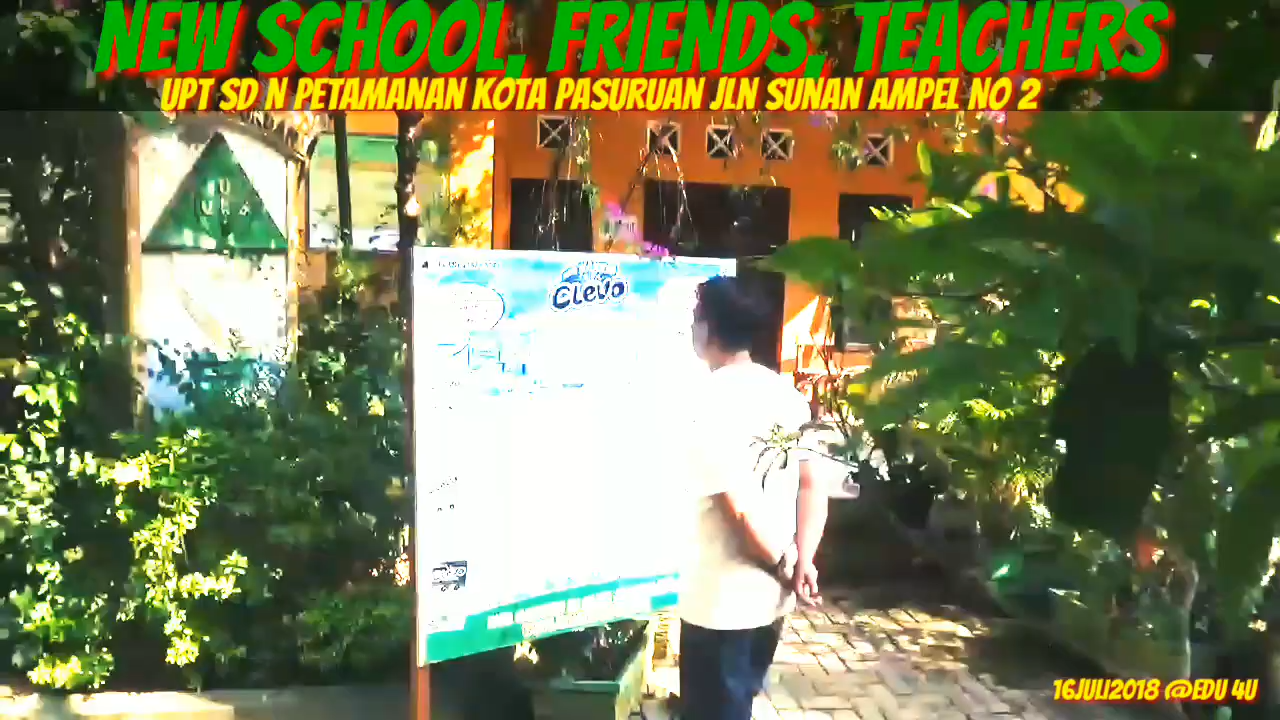 NEW SCHOOL, FRIENDS, TEACHERS
UPT SD N PETAMANAN KOTA PASURUAN JLN SUNAN AMPEL NO 2
Clevo
16JULI2018 @EDU 4U